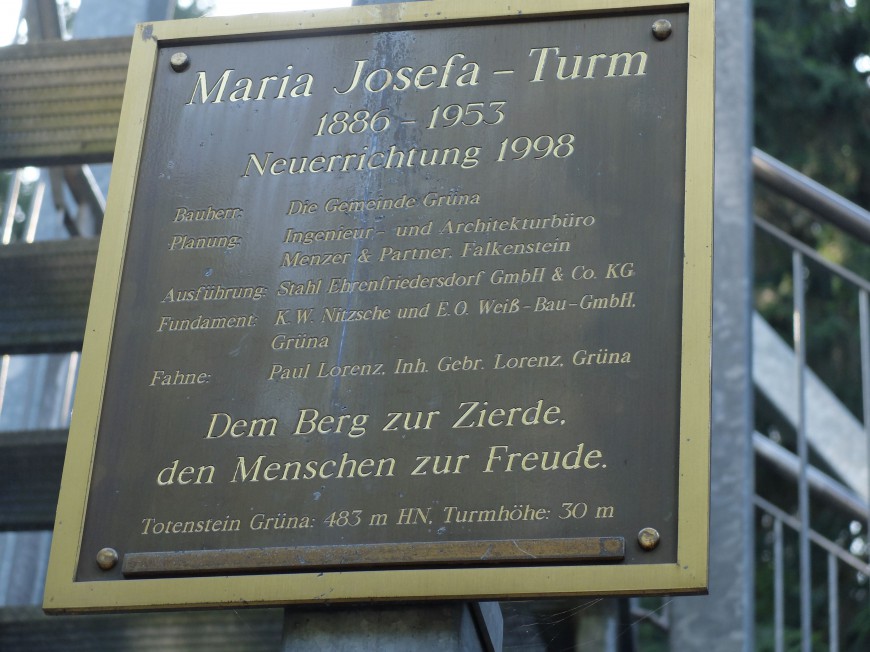 Maria Josefa - Turm
1886 - 1953
Neuerrichtung 1998
Bauherr: Die Gemeinde Grüna
Planung: Ingenieur- und Architekturbüro
Menzer & Partner, Falkenstein
Ausführung: Stahl Ehrenfriedersdorf GmbH & Co. KG
Fundament: K. W. Nitzsche und E. O. Weiß-Bau-GmbH,
Grüna
Fahne: Paul Lorenz, Inh. Gebr. Lorenz, Grüna
Dem Berg zur Zierde,
den Menschen zur Freude.
Totenstein Grüna: 483 m HN, Turmhöhe: 30 m